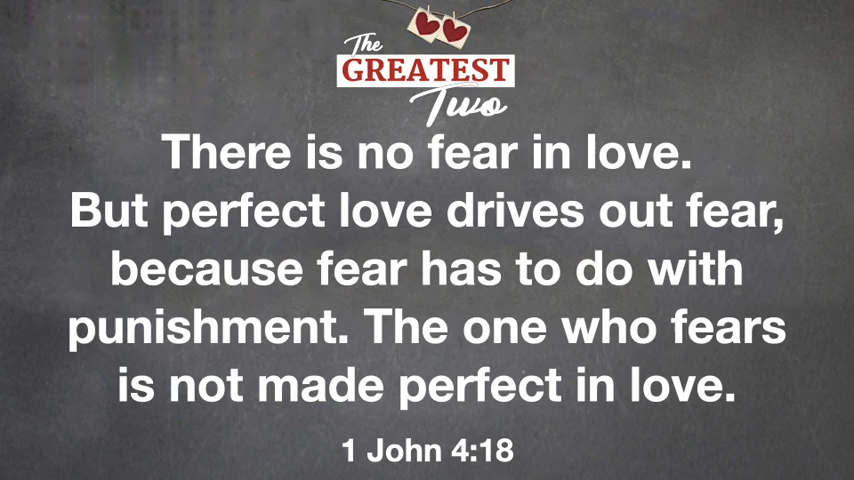 The
GREATEST
Two
There is no fear in love.
But perfect love drives out fear,
because fear has to do with
punishment. The one who fears
is not made perfect in love.
1 John 4:18